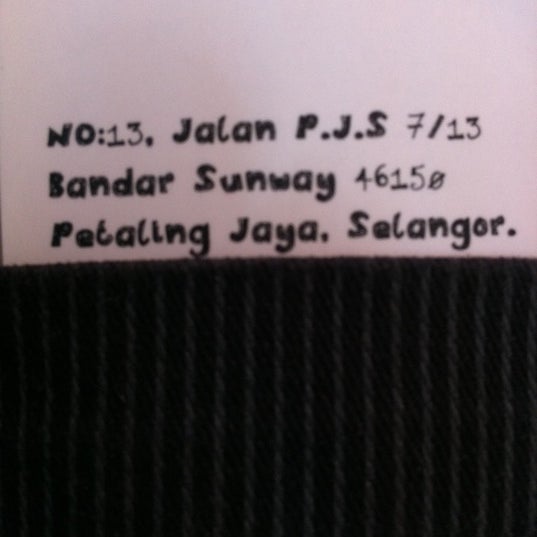 NO:13, Jalan P.J.S 7/13
Bandar Sunway 46150
Petaling Jaya, Selangor.